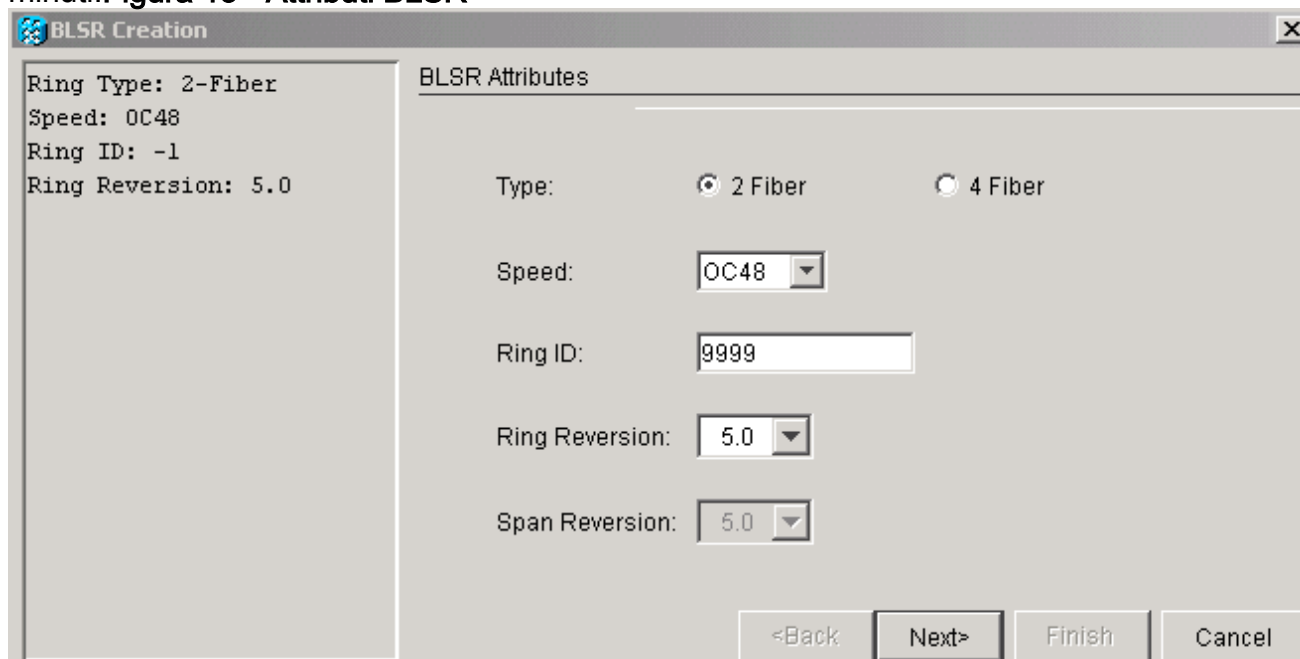 BLSR Creation
Ring Type: 2-Fiber
Speed: OC48
Ring ID: -1
Ring Reversion: 5.0
BLSR Attributes
Type: 2 Fiber 4 Fiber
Speed: OC48
Ring ID: 9999
Ring Reversion: 5.0
Span Reversion: 5.0
<Back Next> Finish Cancel